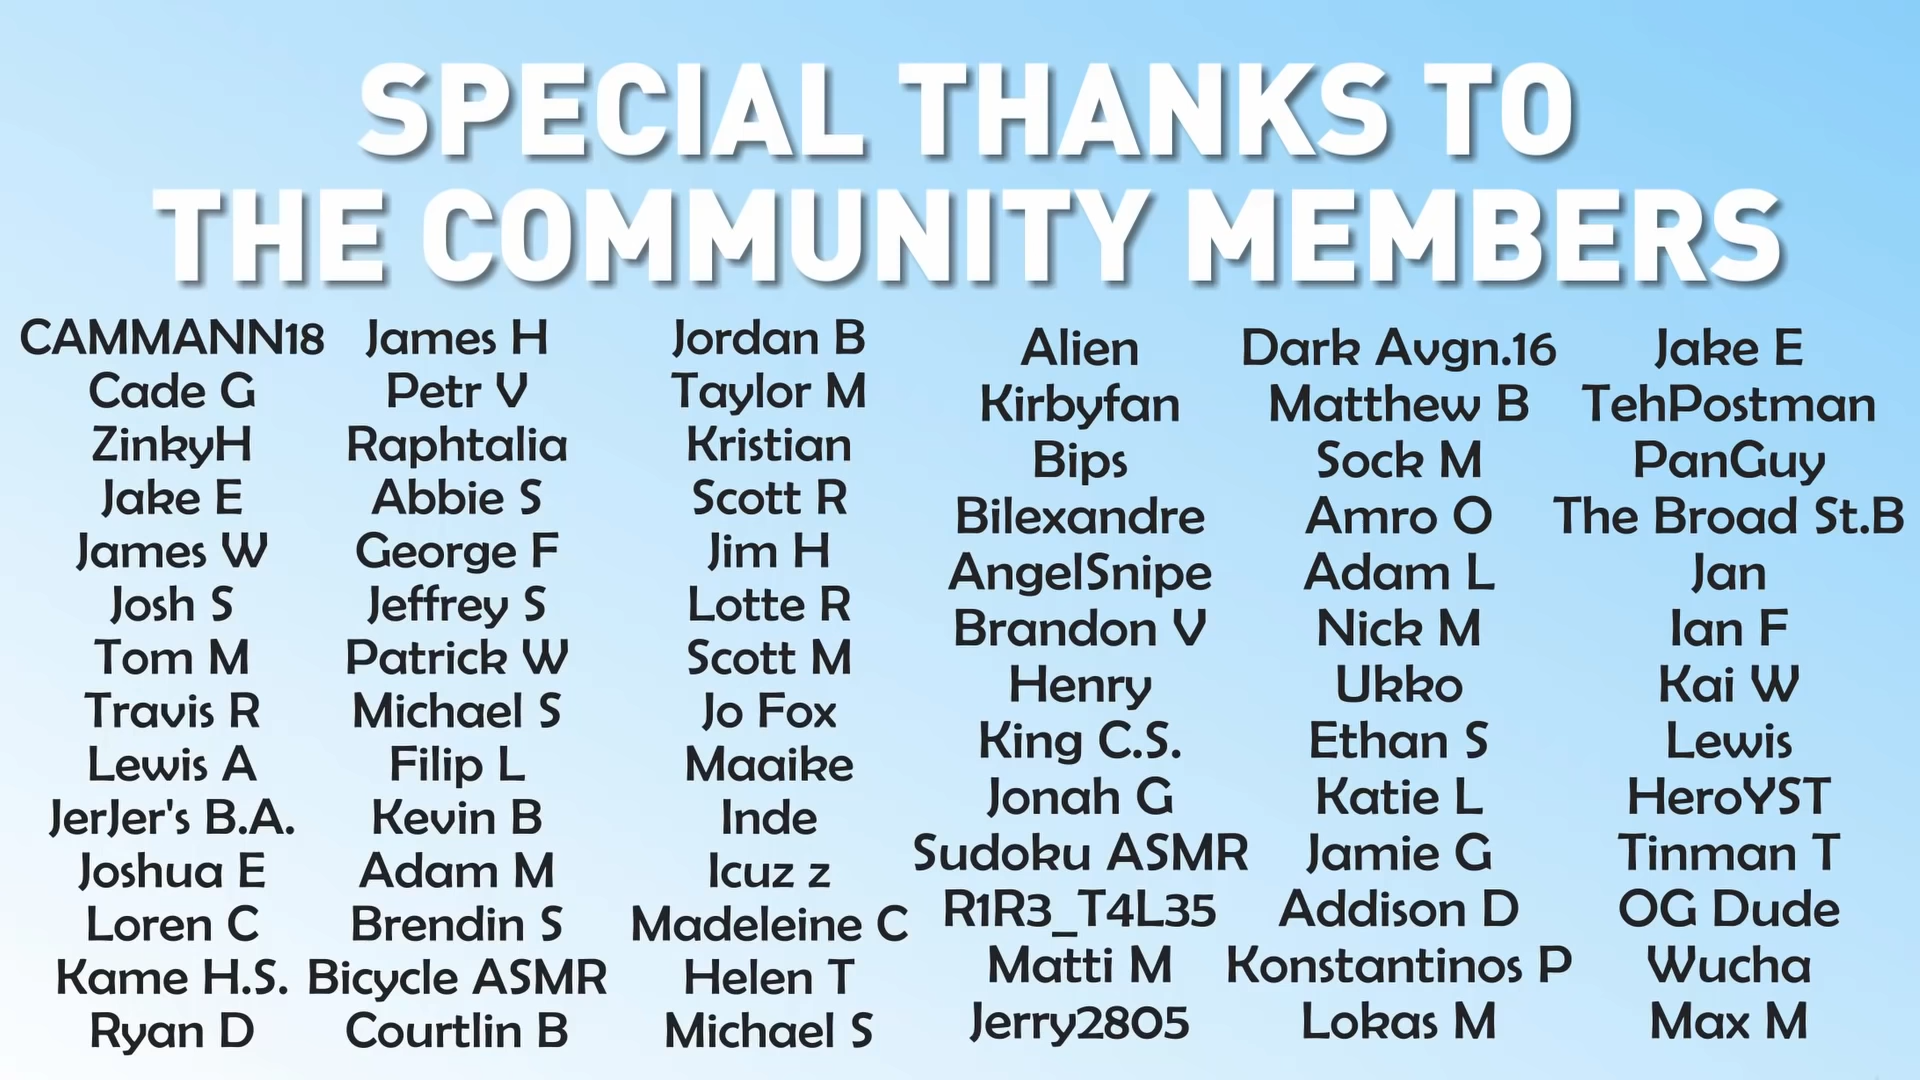 SPECIAL THANKS TO
THE COMMUNITY MEMBERS
CAMMANN18
Cade G
ZinkyH
Jake E
James W
Josh S
Tom M
Travis R
Lewis A
JerJer's B.A.
Joshua E
Loren C
Kame H.S.
Ryan D
James H
Petr V
Raphtalia
Abbie S
George F
Jeffrey S
Patrick W
Michael S
Filip L
Kevin B
Adam M
Brendin S
Bicycle ASMR
Courtlin B
Jordan B
Taylor M
Kristian
Scott R
Jim H
Lotte R
Scott M
Jo Fox
Maaike
Inde
Icuz z
Madeleine C
Helen T
Michael S
Alien
Kirbyfan
Bips
Bilexandre
AngelSnipe
Brandon V
Henry
King C.S.
Jonah G
Sudoku ASMR
R1R3_T4L35
Matti M
Jerry2805
Dark Avgn.16
Matthew B
Sock M
Amro O
Adam L
Nick M
Ukko
Ethan S
Katie L
Jamie G
Addison D
Konstantinos P
Lokas M
Jake E
TehPostman
PanGuy
The Broad St.B
Jan
Ian F
Kai W
Lewis
HeroYST
Tinman T
OG Dude
Wucha
Max M